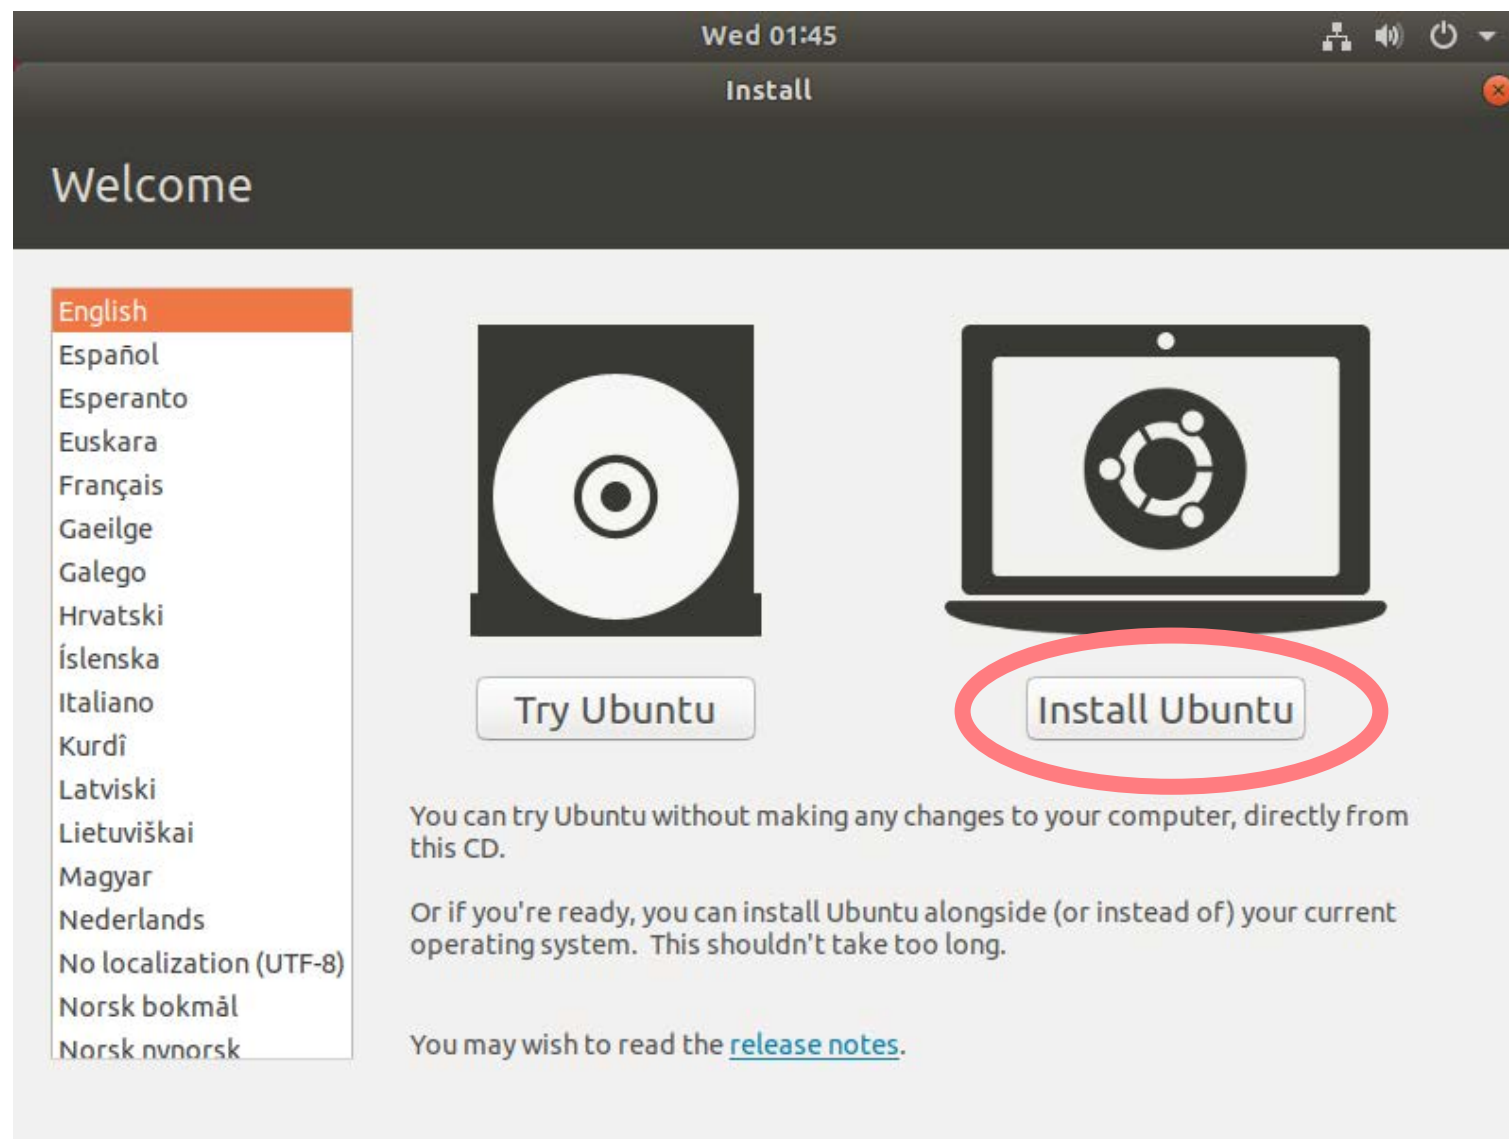 Wed 01:45
Install
Welcome
English
Español
Esperanto
Euskara
Français
Gaeilge
Galego
Hrvatski
Íslenska
Italiano
Kurdî
Latviski
Lietuviškai
Magyar
Nederlands
No localization (UTF-8)
Norsk bokmål
Norsk nynorsk
Try Ubuntu
Install Ubuntu
You can try Ubuntu without making any changes to your computer, directly from
this CD.
Or if you're ready, you can install Ubuntu alongside (or instead of) your current
operating system. This shouldn't take too long.
You may wish to read the release notes.